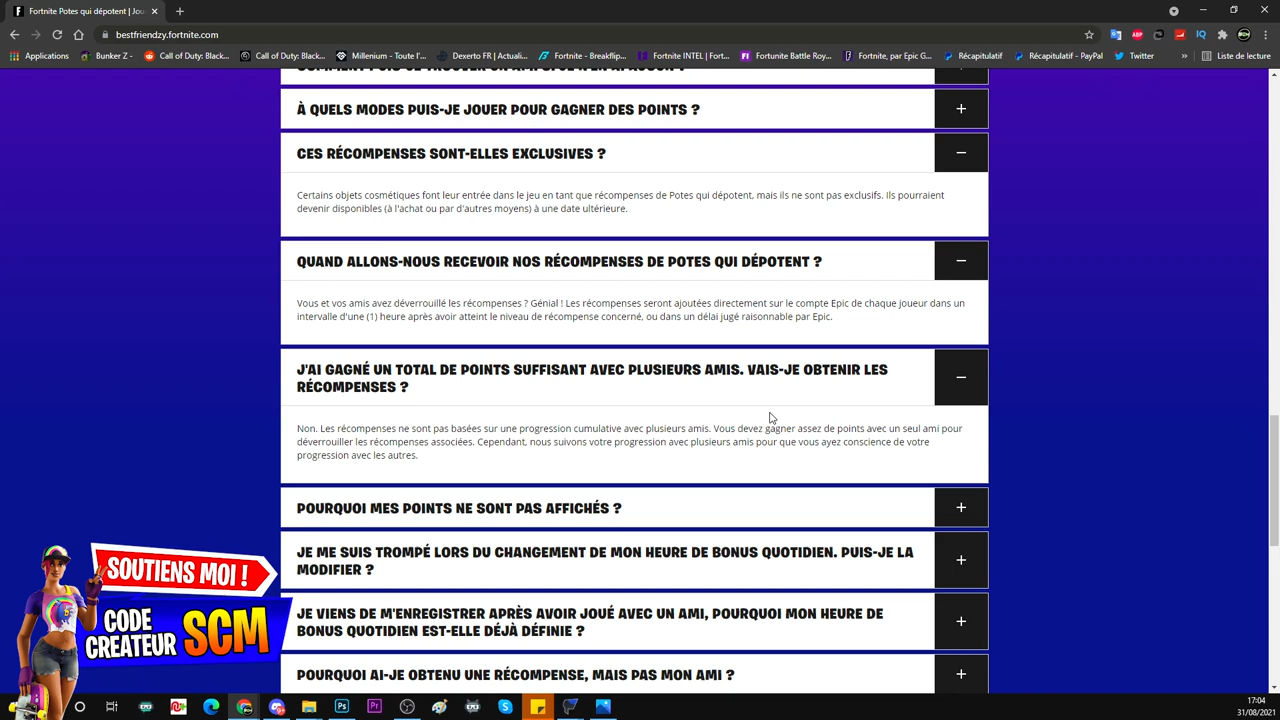 Fortnite Potes qui dépotent | Jou
bestfriendzy.fortnite.com
Applications
Bunker Z -
Call of Duty: Black...
Call of Duty: Black...
Millenium - Toute l'...
Dexerto FR | Actuali...
Fortnite - Breakflip...
Fortnite INTEL | Fort...
Fortunite Battle Roy...
Fortnite, par Epic G...
Récapitulatif
Récapitulatif - PayPal
Twitter
»
Liste de lecture
À QUELS MODES PUIS-JE JOUER POUR GAGNER DES POINTS ?
CES RÉCOMPENSES SONT-ELLES EXCLUSIVES ?
Certains objets cosmétiques font leur entrée dans le jeu en tant que récompenses de Potes qui dépotent, mais ils ne sont pas exclusifs. Ils pourraient
devenir disponibles (à l'achat ou par d'autres moyens) à une date ultérieure.
QUAND ALLONS-NOUS RECEVOIR NOS RÉCOMPENSES DE POTES QUI DÉPOTENT ?
Vous et vos amis avez déverrouillé les récompenses ? Génial ! Les récompenses seront ajoutées directement sur le compte Epic de chaque joueur dans un
intervalle d'une (1) heure après avoir atteint le niveau de récompense concerné, ou dans un délai jugé raisonnable par Epic.
J'AI GAGNÉ UN TOTAL DE POINTS SUFFISANT AVEC PLUSIEURS AMIS. VAIS-JE OBTENIR LES
RÉCOMPENSES ?
Non. Les récompenses ne sont pas basées sur une progression cumulative avec plusieurs amis. Vous devez gagner assez de points avec un seul ami pour
déverrouiller les récompenses associées. Cependant, nous suivons votre progression avec plusieurs amis pour que vous ayez conscience de votre
progression avec les autres.
POURQUOI MES POINTS NE SONT PAS AFFICHÉS ?
JE ME SUIS TROMPÉ LORS DU CHANGEMENT DE MON HEURE DE BONUS QUOTIDIEN. PUIS-JE LA
MODIFIER ?
JE VIENS DE M'ENREGISTRER APRÈS AVOIR JOUÉ AVEC UN AMI, POURQUOI MON HEURE DE
BONUS QUOTIDIEN EST-ELLE DÉJÀ DÉFINIE ?
POURQUOI AI-JE OBTENU UNE RÉCOMPENSE, MAIS PAS MON AMI ?
SOUTIENS MOI !
CODE
CREATEUR SCM
17:04
31/08/2021